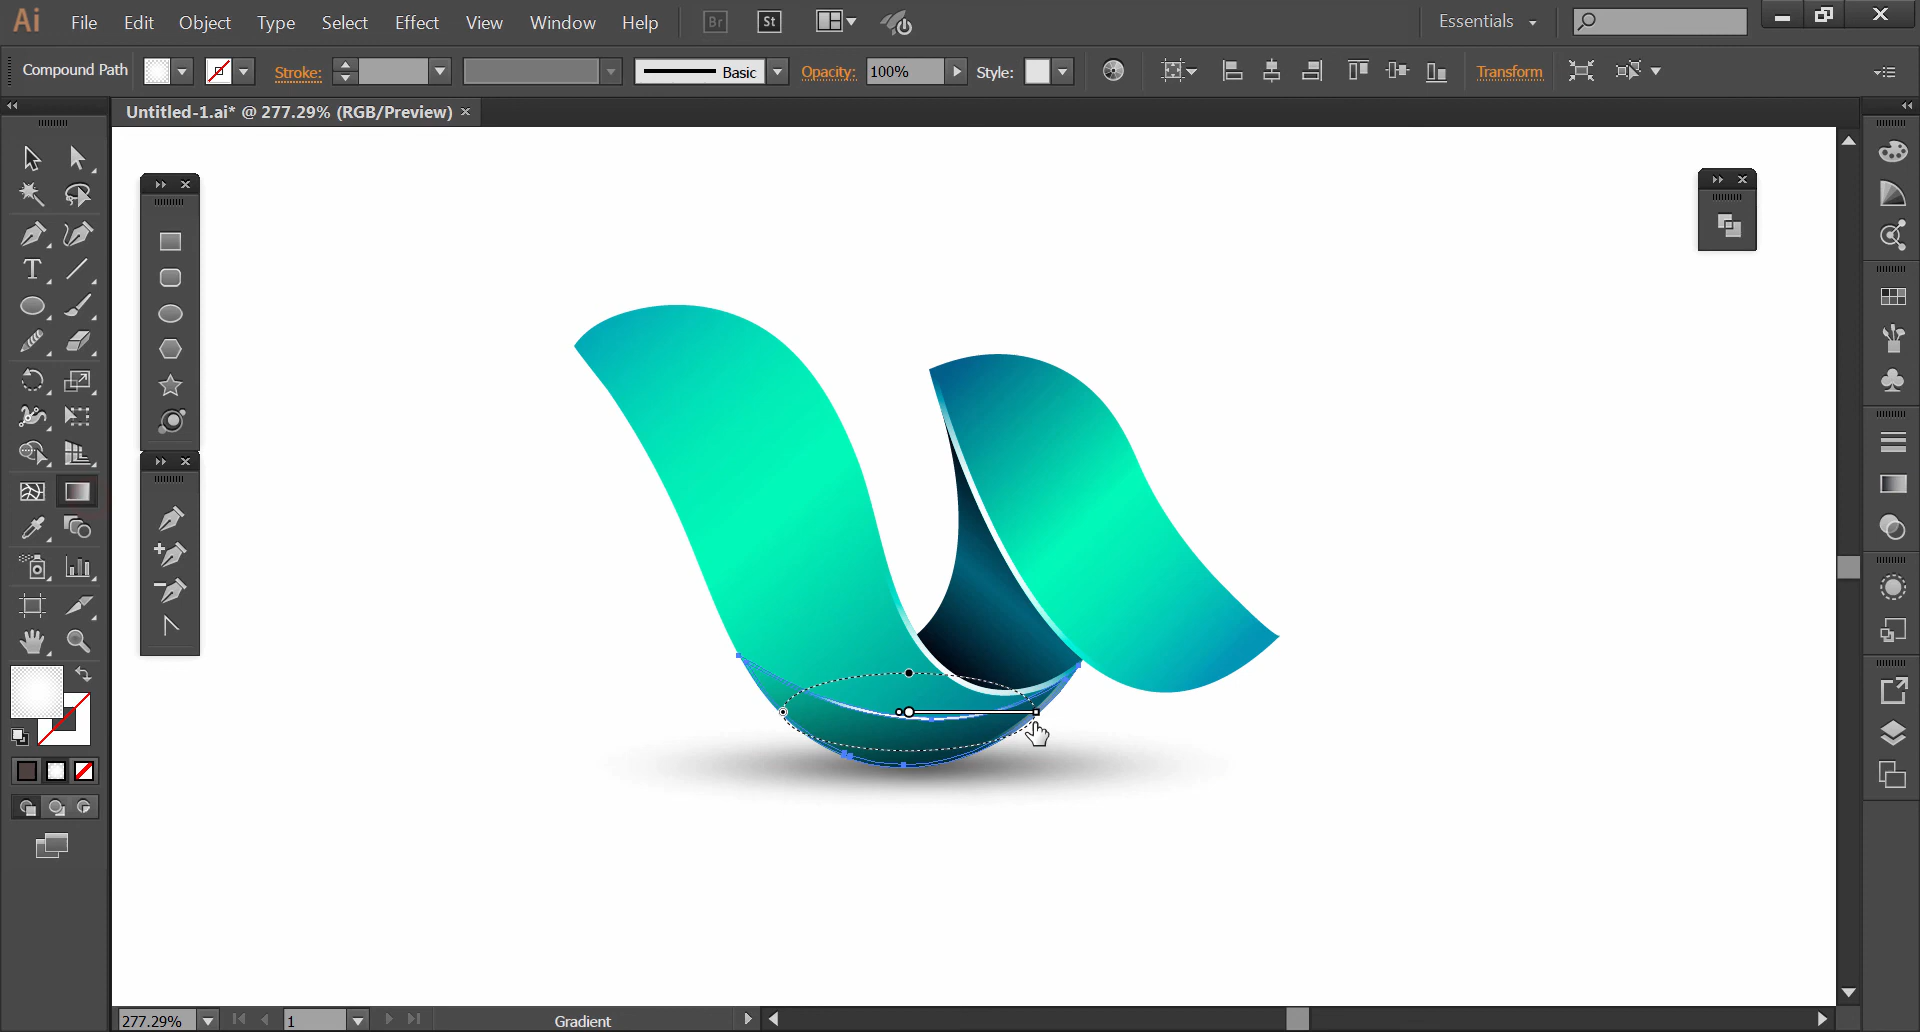 Ai File Edit Object Type Select Effect View Window Help Br St Essentials
Compound Path Stroke: Basic Opacity: 100% Style: Transform
Untitled-1.ai* @ 277.29% (RGB/Preview)
T
277.29% 1 Gradient